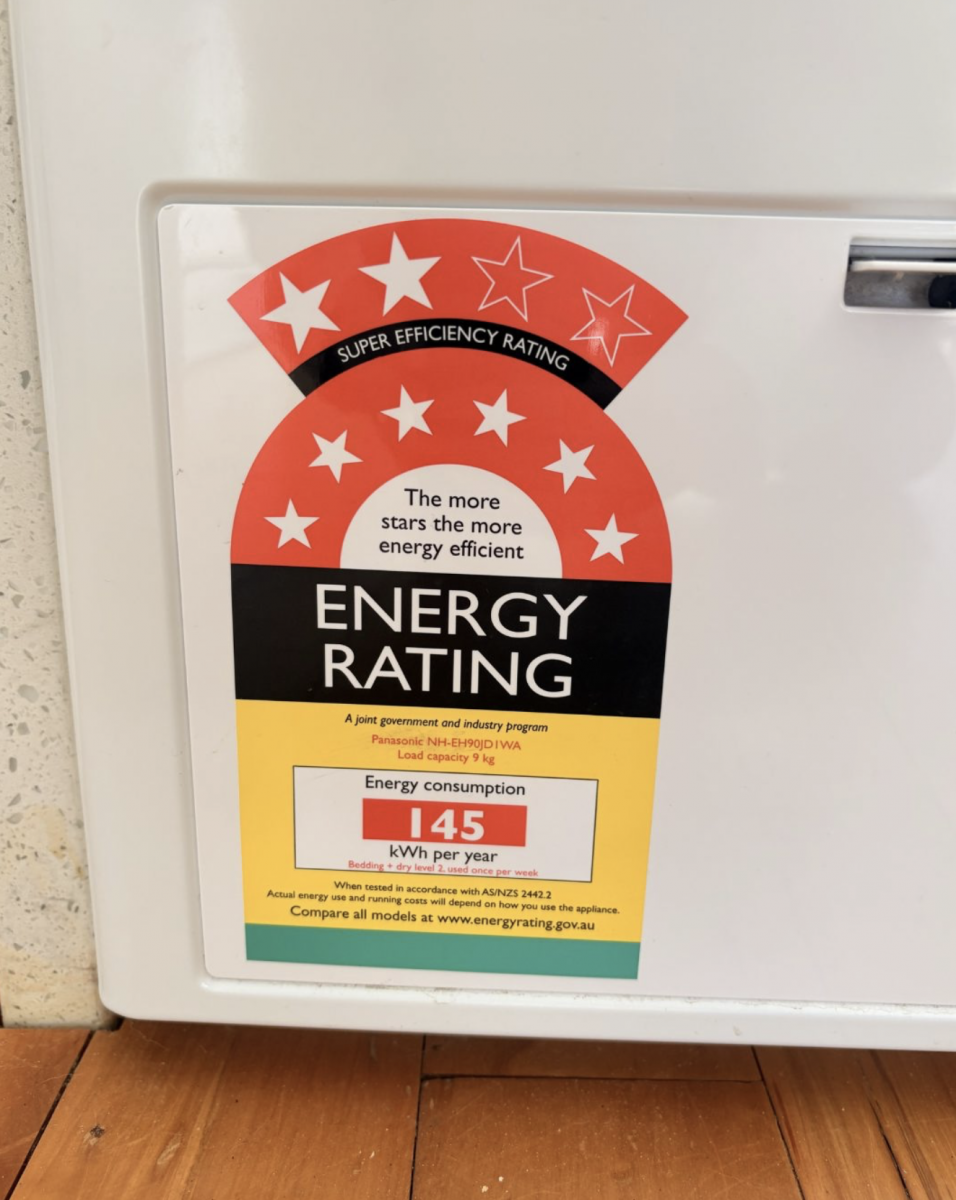 SUPER EFFICIENCY RATING
The more
stars the more
energy efficient
ENERGY
RATING
A joint government and industry program
Panasonic NH-EH90JD1WA
Load capacity 9 kg
Energy consumption
145
kWh per year
Bedding + dry level 2, used once per week
When tested in accordance with AS/NZS 2442.2
Actual energy use and running costs will depend on how you use the appliance.
Compare all models at www.energyrating.gov.au